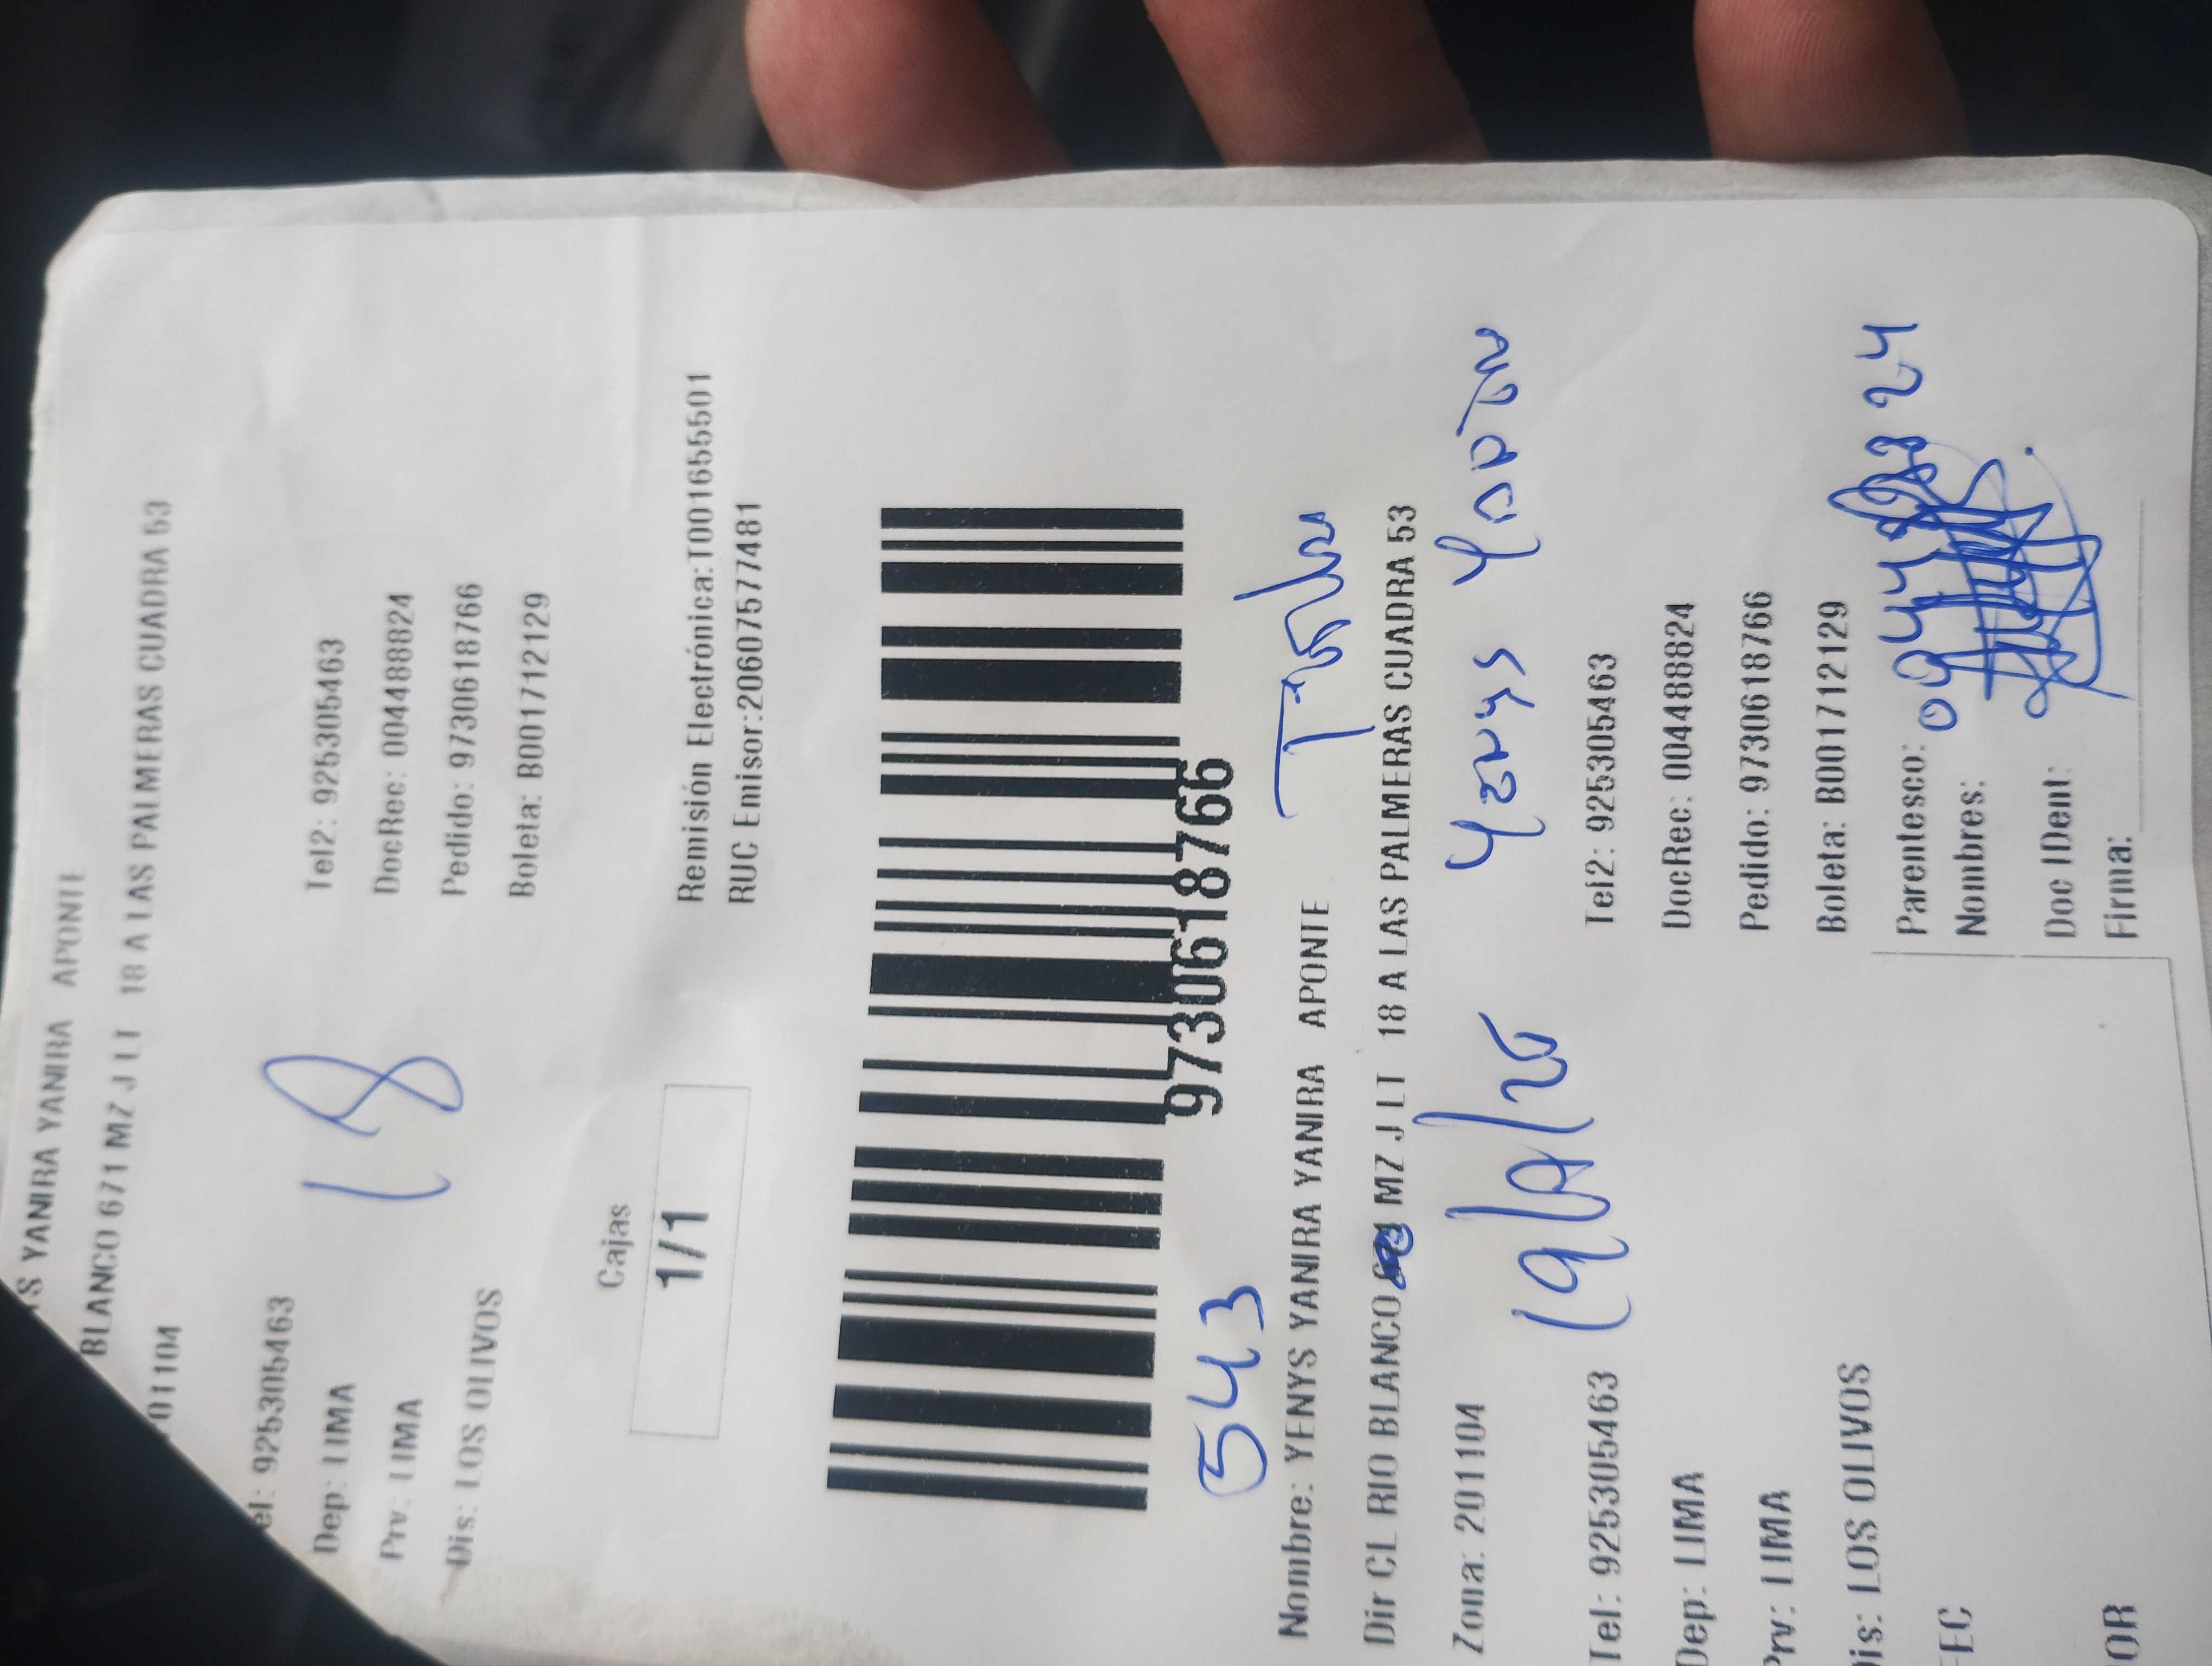 S YANIRA YANIRA APONTE
BLANCO 671 MZ J LT 18 A LAS PALMERAS CUADRA 53
01104
18
el: 925305463 Tel2: 925305463
Dep: LIMA DocRec: 004488824
Prv: LIMA Pedido: 9730618766
Dis: LOS OLIVOS Boleta: B001712129
Cajas
1/1
Remisión Electrónica:T001655501
RUC Emisor:20607577481
9730618766
543
Nombre: YENYS YANIRA YANIRA APONTE
Dir CL RIO BLANCO MZ J LT 18 A LAS PALMERAS CUADRA 53
Zona: 201104
Yenys
Tel: 925305463 Tel2: 925305463
Dep: LIMA DocRec: 004488824
Prv: LIMA Pedido: 9730618766
Dis: LOS OLIVOS Boleta: B001712129
EC Parentesco:
Nombres:
Doc IDent:
OR Firma: